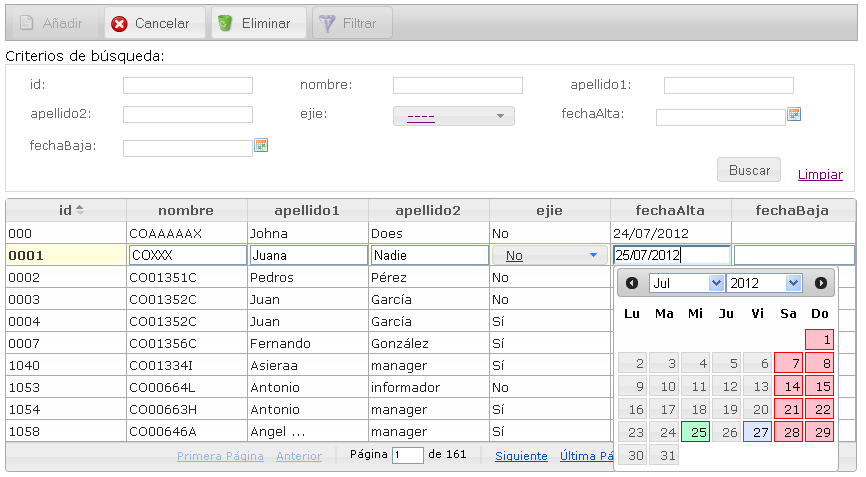 Añadir Cancelar Eliminar Filtrar
Criterios de búsqueda:
id: nombre: apellido1:
apellido2: ejie: ---- fechaAlta:
fechaBaja:
Buscar Limpiar
id nombre apellido1 apellido2 ejie fechaAlta fechaBaja
000 COAAAAAX Johna Does No 24/07/2012
0001 COXXX Juana Nadie No 25/07/2012
0002 CO01351C Pedros Pérez No
0003 CO01352C Juan García No
0004 CO01352C Juan García Sí
0007 CO01356C Fernando González Sí
1040 CO01334I Asieraa manager Sí
1053 CO00664L Antonio informador No
1054 CO00663H Antonio manager Sí
1058 CO00646A Angel ... manager Sí
Jul 2012
Lu Ma Mi Ju Vi Sa Do
1
2 3 4 5 6 7 8
9 10 11 12 13 14 15
16 17 18 19 20 21 22
23 24 25 26 27 28 29
30 31
Primera Página Anterior Página 1 de 161 Siguiente Última Pá